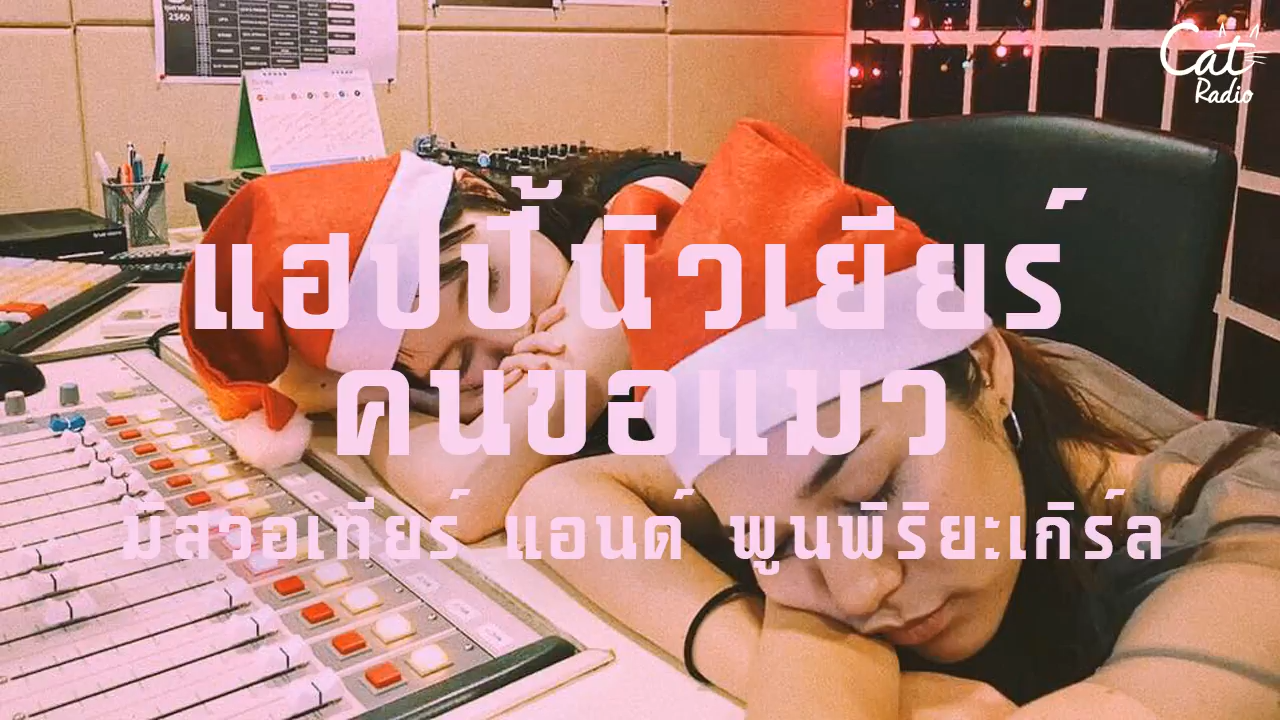 2560
Cat
Radio
แฮปปี้นิวเยียร์
คนขอแมว
มิสวอเทียร์ แอนด์ พูนพิริยะเกิร์ล